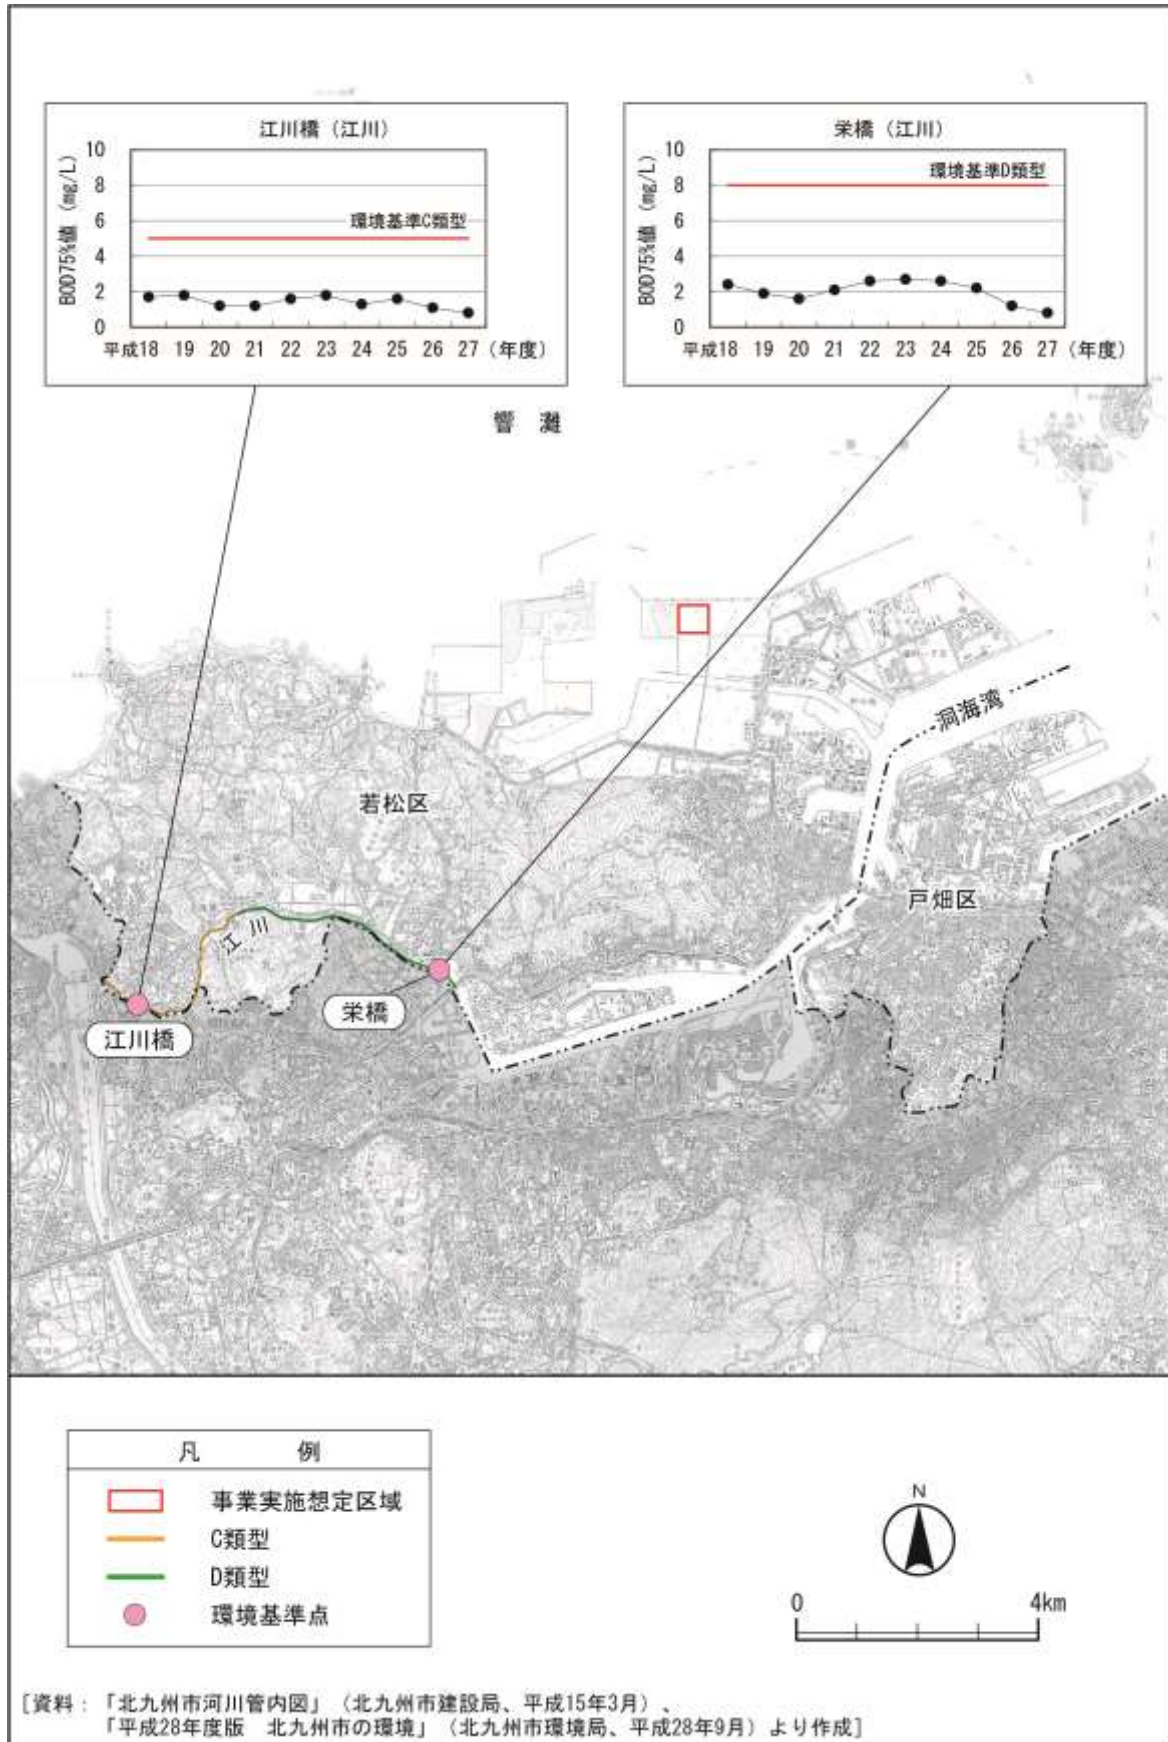 江川橋（江川）
BOD75%値（mg/L）
10
8
6
4
2
0
環境基準C類型
平成18 19 20 21 22 23 24 25 26 27（年度）
栄橋（江川）
BOD75%値（mg/L）
10
8
6
4
2
0
環境基準D類型
平成18 19 20 21 22 23 24 25 26 27（年度）
響 灘
洞海湾
若松区
戸畑区
江川
栄橋
江川橋
凡 例
事業実施想定区域
C類型
D類型
環境基準点
N
0 4km
[資料：「北九州市河川管内図」（北九州市建設局、平成15年3月）、
「平成28年度版 北九州市の環境」（北九州市環境局、平成28年9月）より作成]